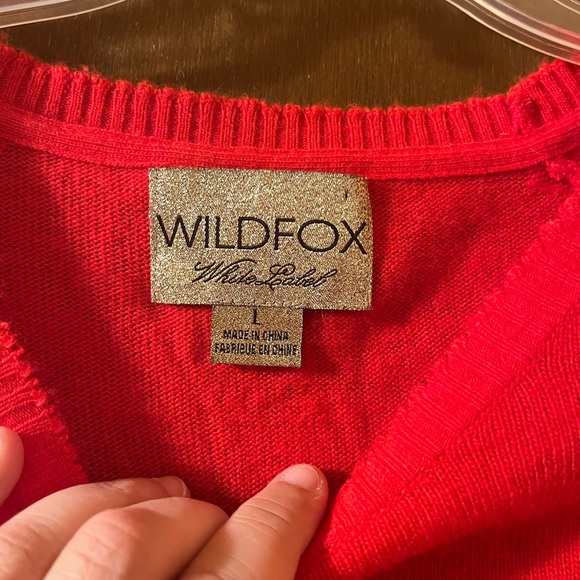 WILDFOX
White Label
L
MADE IN CHINA
FABRIQUE EN CHINE